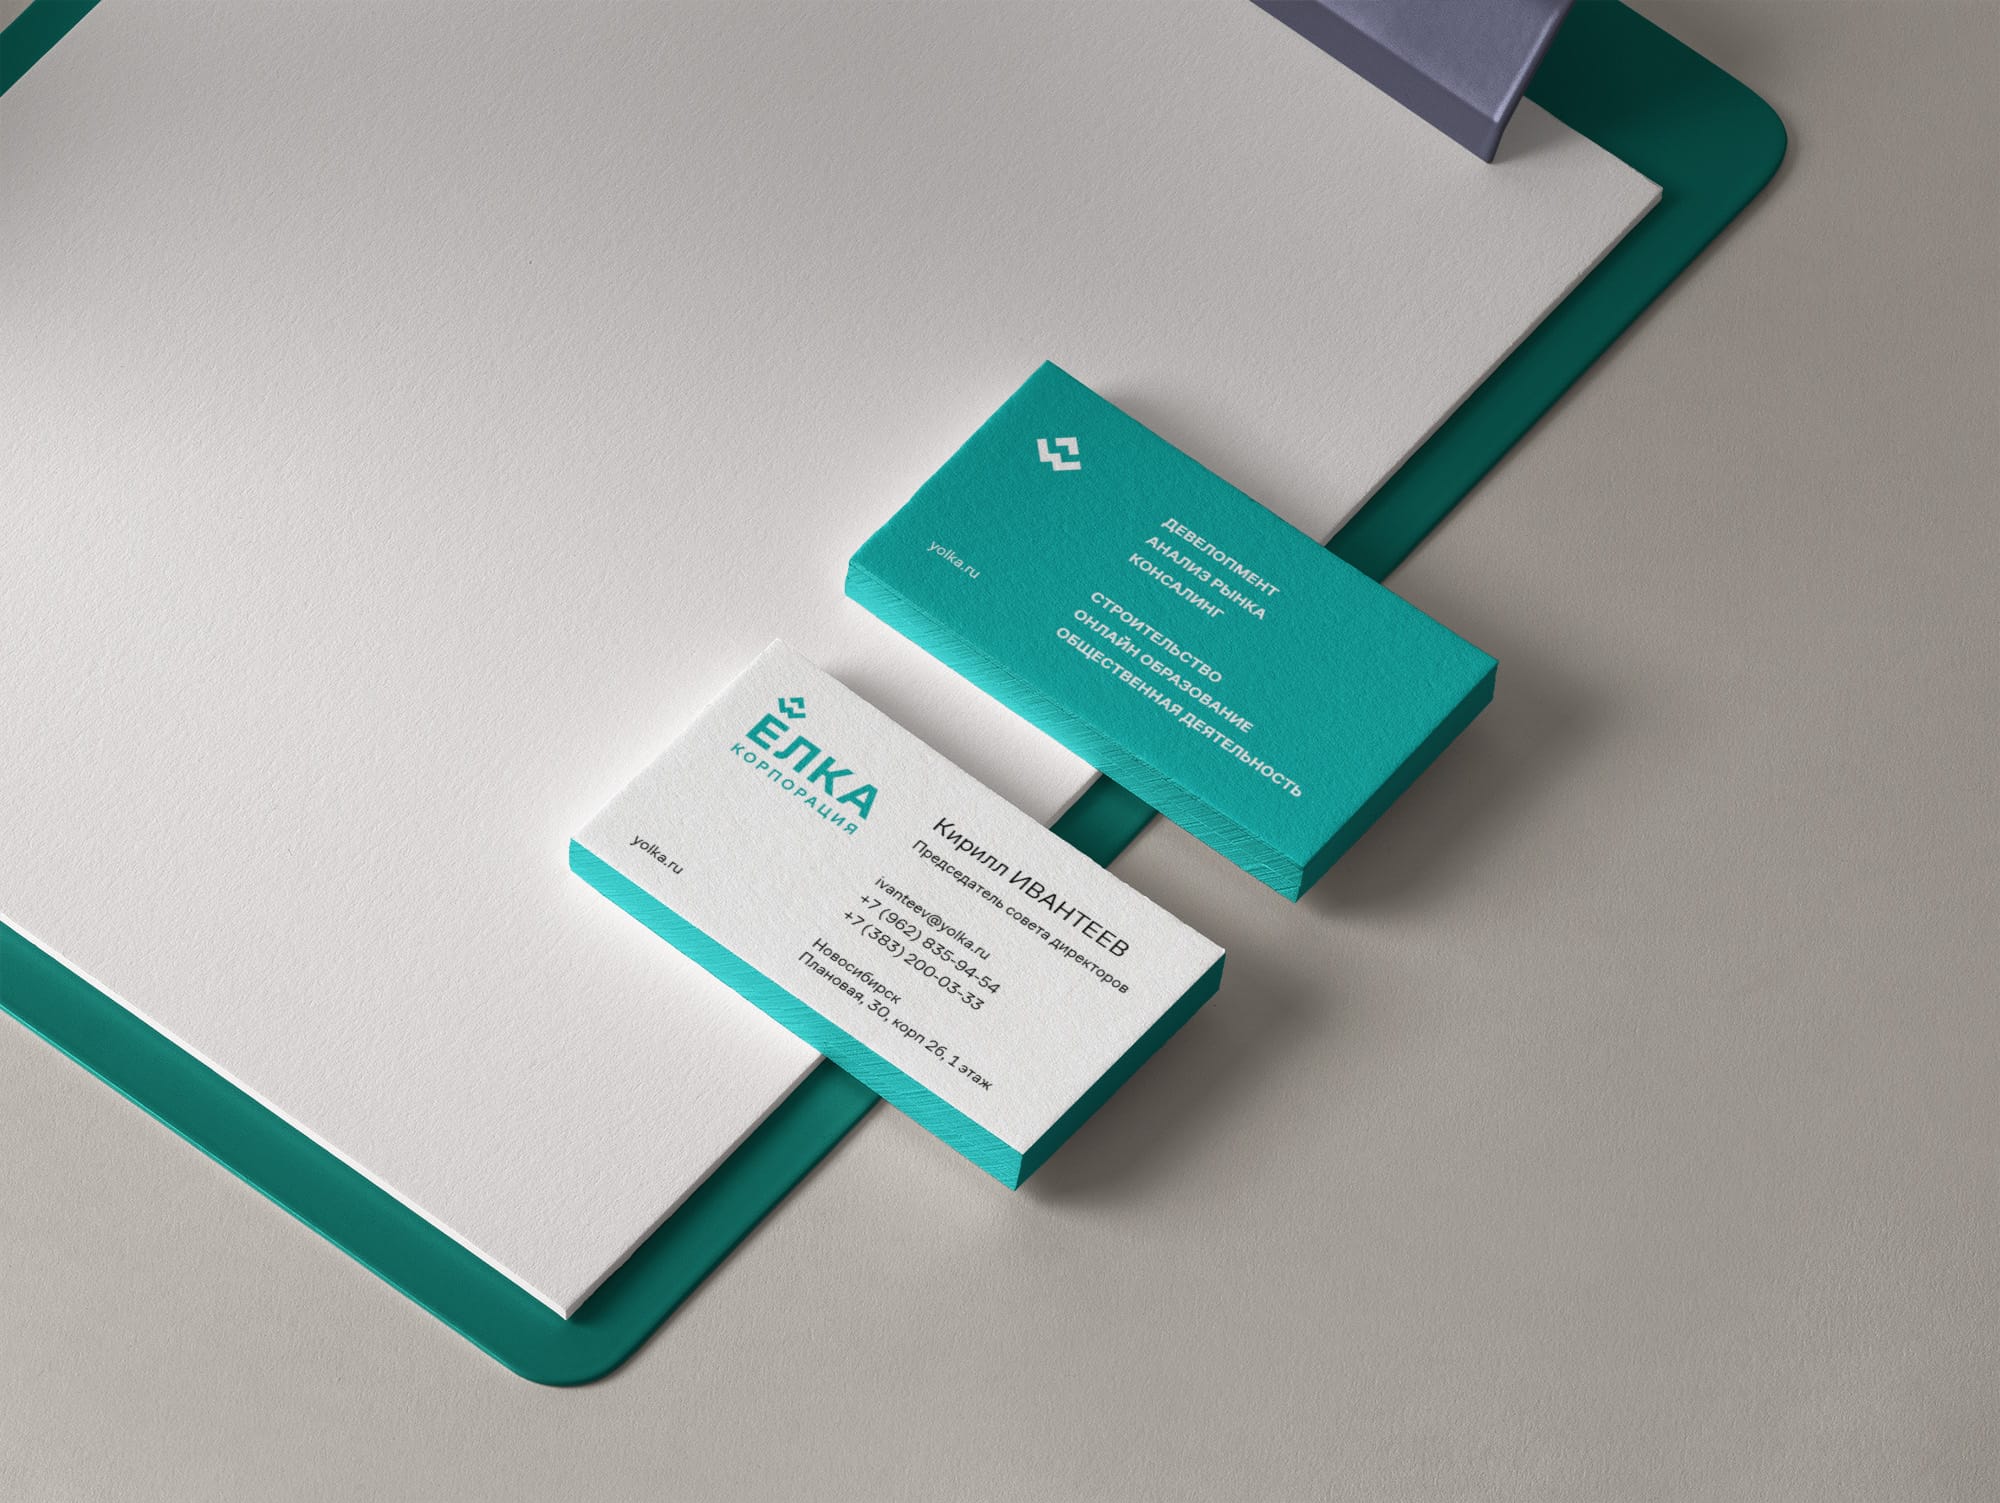 ДЕВЕЛОПМЕНТ
АНАЛИЗ РЫНКА
КОНСАЛИНГ
yolka.ru
СТРОИТЕЛЬСТВО
ОНЛАЙН ОБРАЗОВАНИЕ
ОБЩЕСТВЕННАЯ ДЕЯТЕЛЬНОСТЬ
ЁЛКА
КОРПОРАЦИЯ
yolka.ru
Кирилл ИВАНТЕЕВ
Председатель совета директоров
ivanteev@yolka.ru
+7 (962) 835-94-54
+7 (383) 200-03-33
Новосибирск
Плановая, 30, корп 2б, 1 этаж